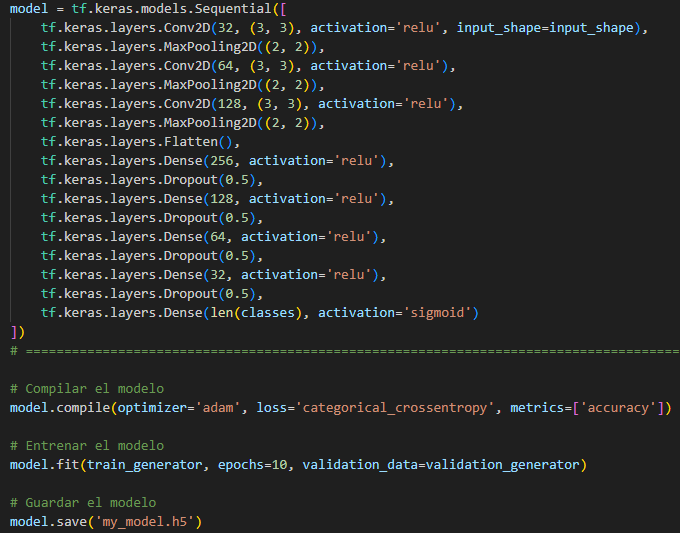 model = tf.keras.models.Sequential([
    tf.keras.layers.Conv2D(32, (3, 3), activation='relu', input_shape=input_shape),
    tf.keras.layers.MaxPooling2D((2, 2)),
    tf.keras.layers.Conv2D(64, (3, 3), activation='relu'),
    tf.keras.layers.MaxPooling2D((2, 2)),
    tf.keras.layers.Conv2D(128, (3, 3), activation='relu'),
    tf.keras.layers.MaxPooling2D((2, 2)),
    tf.keras.layers.Flatten(),
    tf.keras.layers.Dense(256, activation='relu'),
    tf.keras.layers.Dropout(0.5),
    tf.keras.layers.Dense(128, activation='relu'),
    tf.keras.layers.Dropout(0.5),
    tf.keras.layers.Dense(64, activation='relu'),
    tf.keras.layers.Dropout(0.5),
    tf.keras.layers.Dense(32, activation='relu'),
    tf.keras.layers.Dropout(0.5),
    tf.keras.layers.Dense(len(classes), activation='sigmoid')
])
# =====================================================================================
# Compilar el modelo
model.compile(optimizer='adam', loss='categorical_crossentropy', metrics=['accuracy'])
# Entrenar el modelo
model.fit(train_generator, epochs=10, validation_data=validation_generator)
# Guardar el modelo
model.save('my_model.h5')